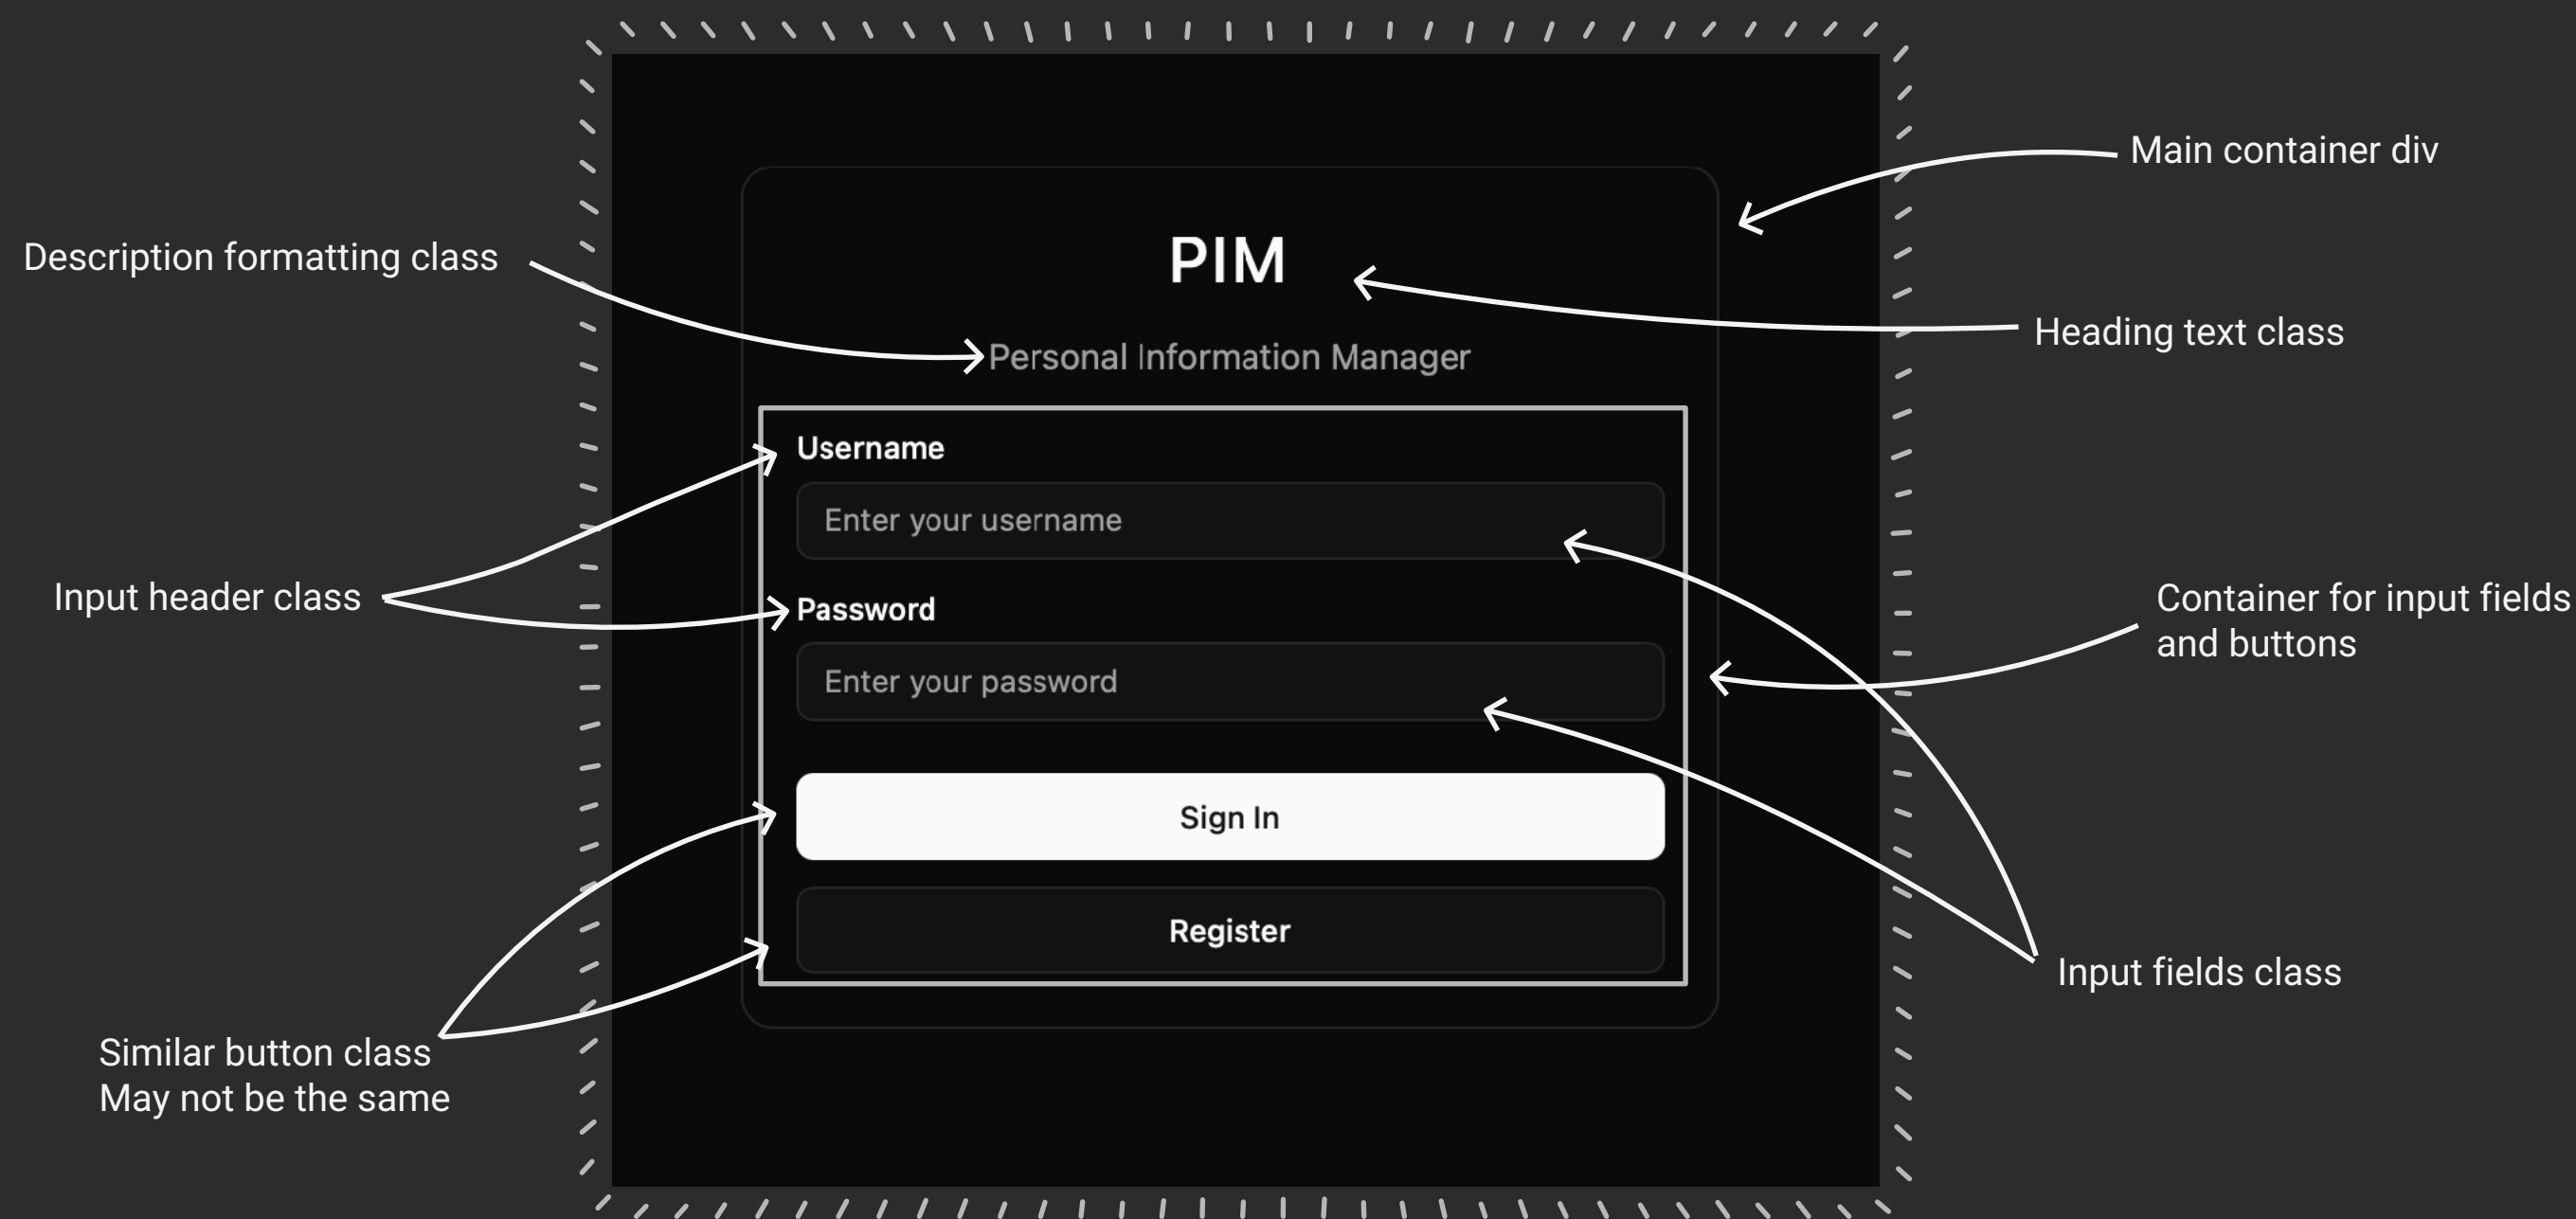 Main container div
Description formatting class
PIM
Heading text class
Personal Information Manager
Username
Enter your username
Input header class
Password
Container for input fields
and buttons
Enter your password
Sign In
Register
Input fields class
Similar button class
May not be the same